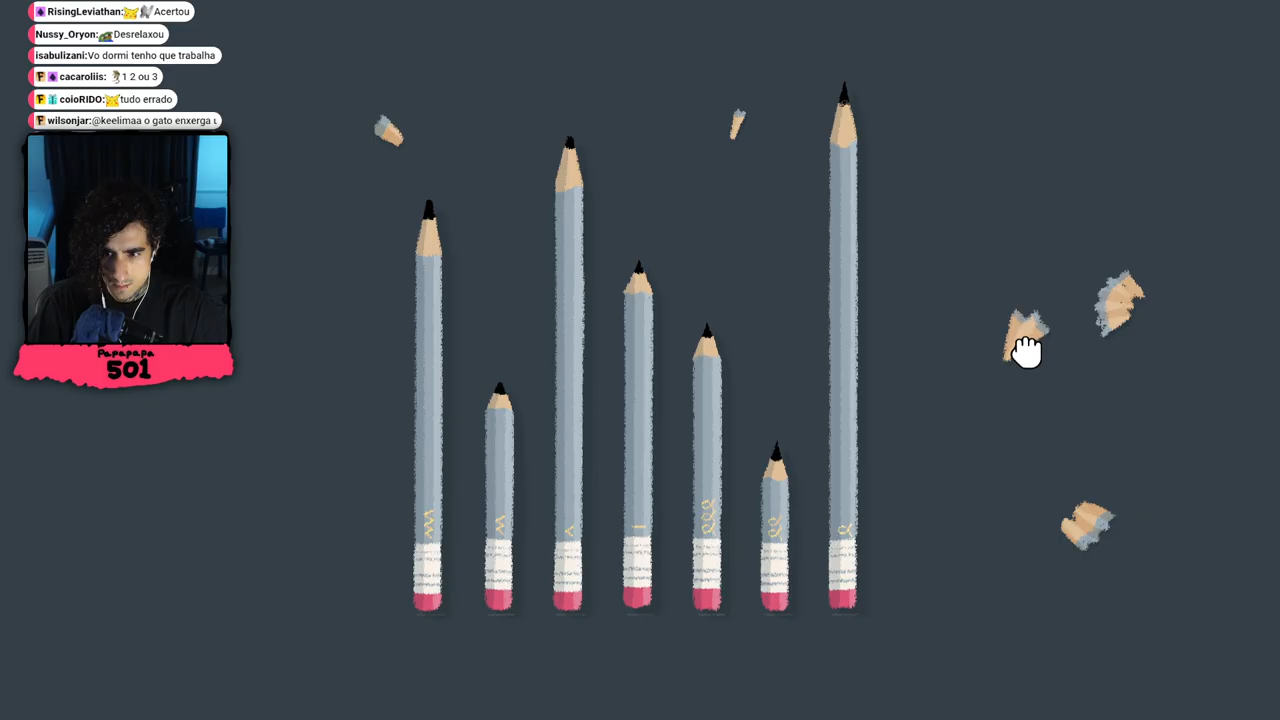 RisingLeviathan: Acertou
Nussy_Oryon: Desrelaxou
isabulizani: Vo dormi tenho que trabalha
cacaroliis: 1 2 ou 3
coioRIDO: tudo errado
wilsonjar: @keelimaa o gato enxerga
Papapapa
501